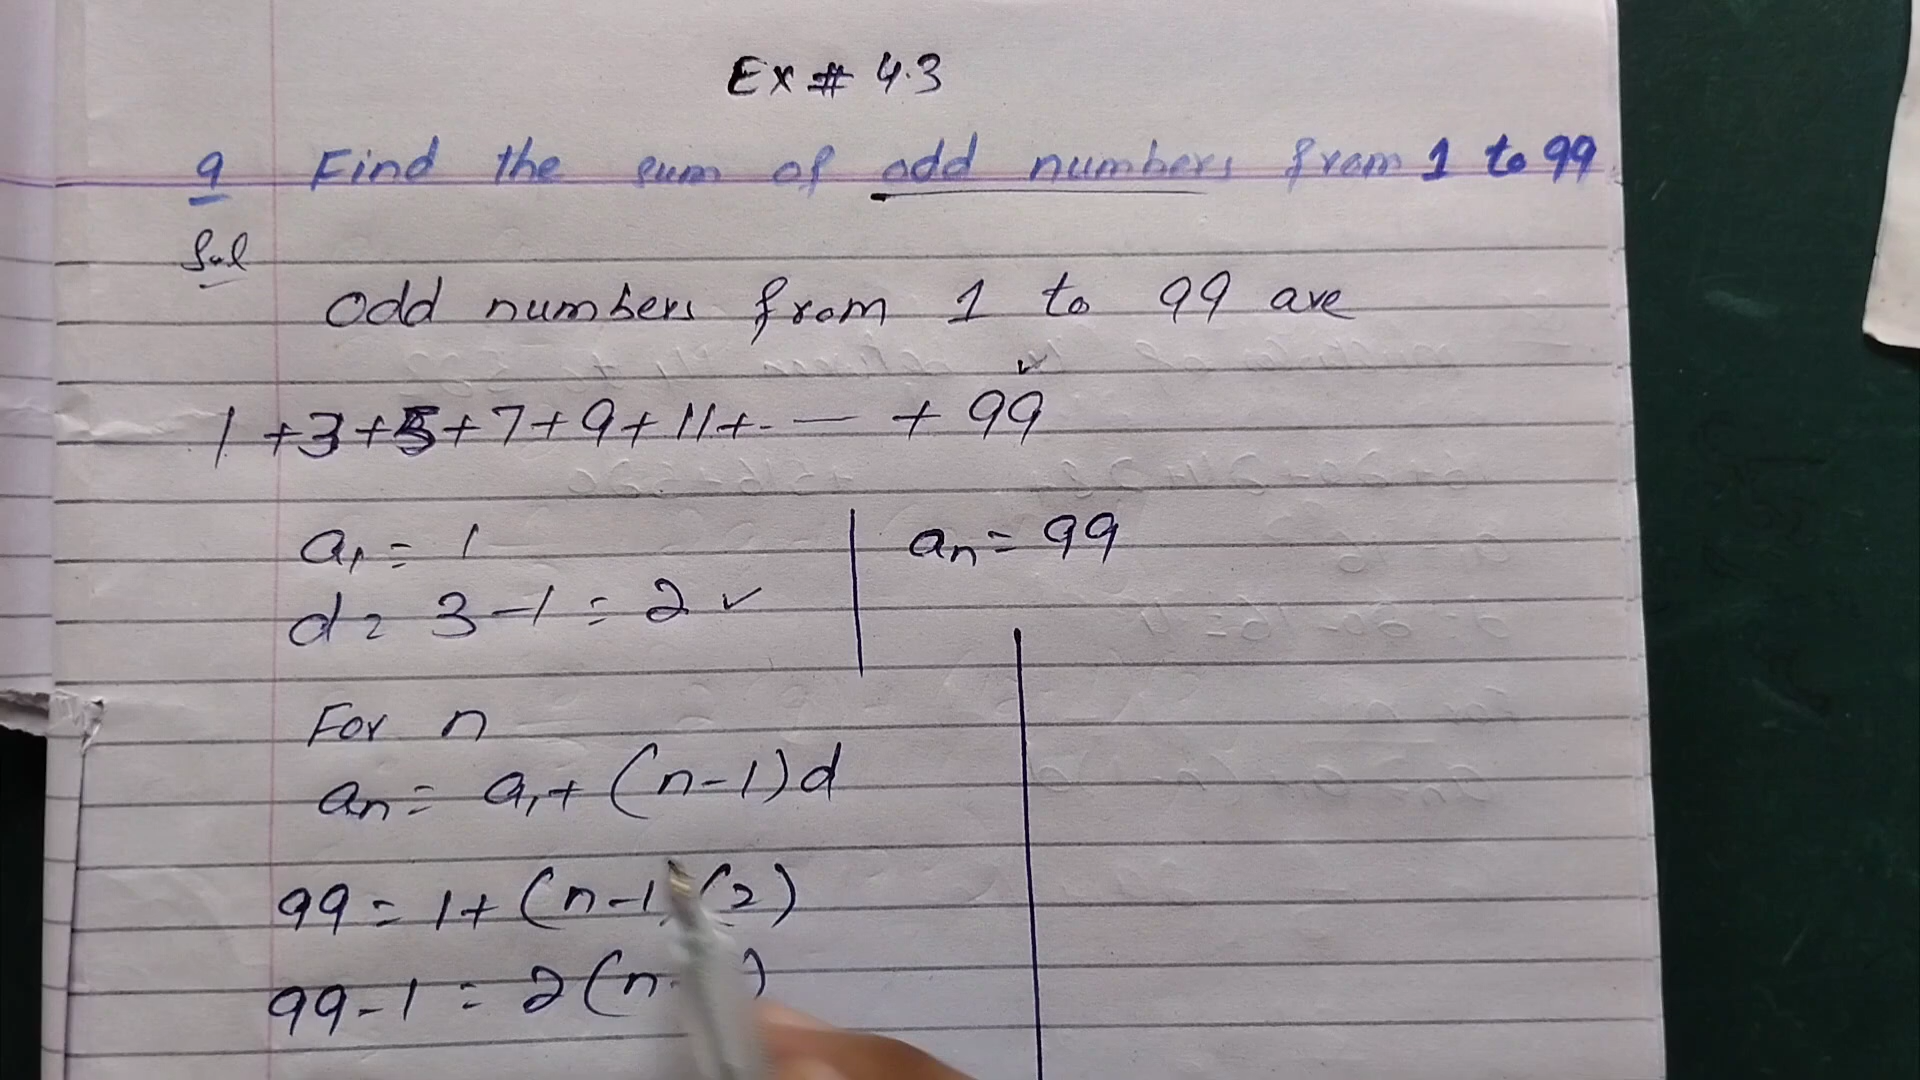 Ex # 4.3
9 Find the sum of odd numbers from 1 to 99
Sol
Odd numbers from 1 to 99 are
1 + 3 + 5 + 7 + 9 + 11 + - — + 99
a₁ = 1
d = 3 - 1 = 2 ✓
aₙ = 99
For n
aₙ = a₁ + (n-1)d
99 = 1 + (n-1)(2)
99 - 1 = 2(n- )